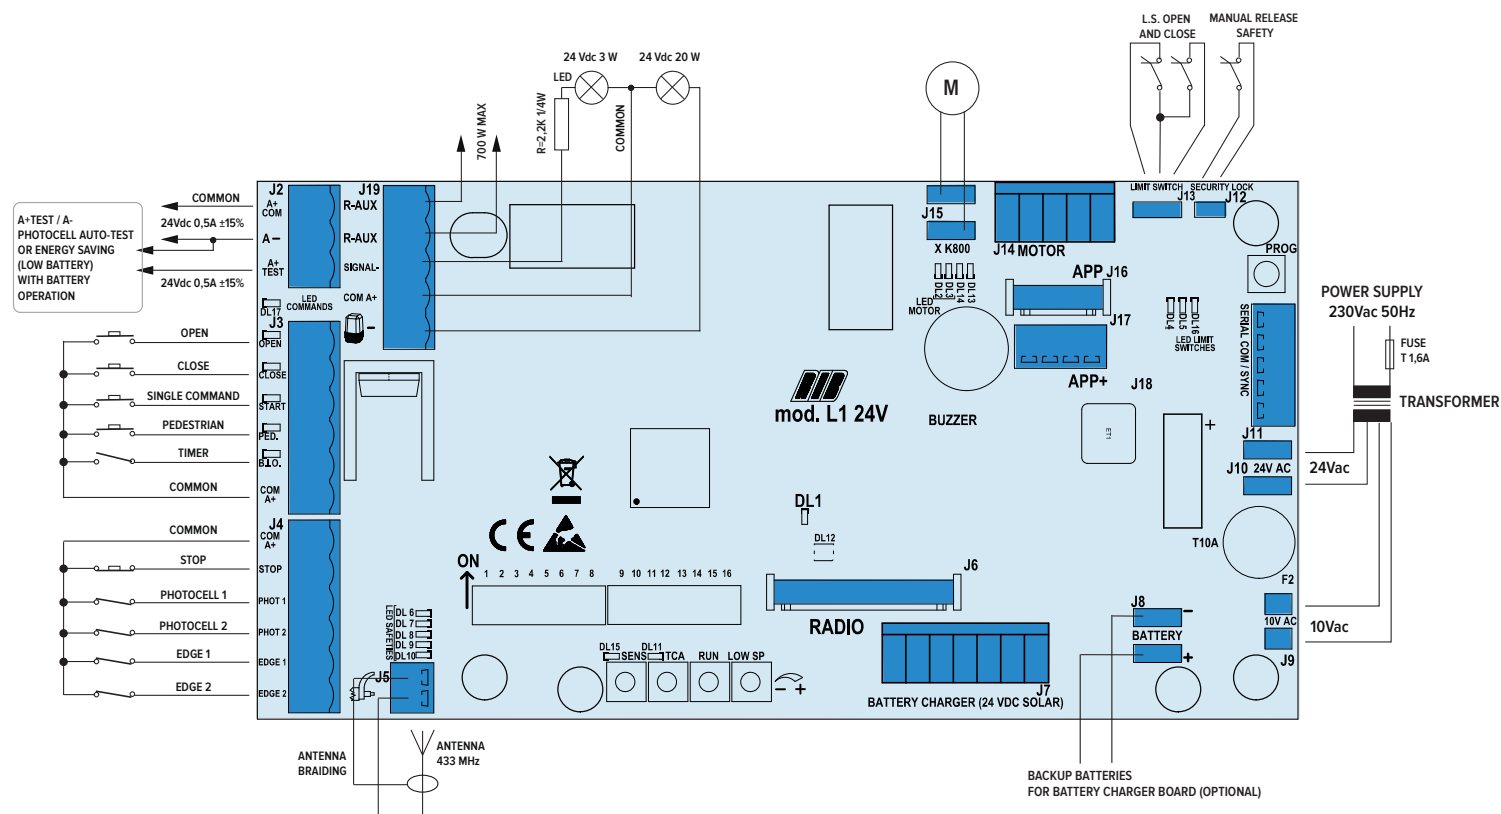 L.S. OPEN
AND CLOSE
MANUAL RELEASE
SAFETY
24 Vdc 3 W
24 Vdc 20 W
LED
R=2,2K 1/4W
COMMON
700 W MAX
M
J2
A+
COM
A-
A+
TEST
COMMON
24Vdc 0,5A ±15%
24Vdc 0,5A ±15%
A+TEST / A-
PHOTOCELL AUTO-TEST
OR ENERGY SAVING
(LOW BATTERY)
WITH BATTERY
OPERATION
J19
R-AUX
R-AUX
SIGNAL-
COM A+
-
LED
COMMANDS
DL17
J3
OPEN
CLOSE
START
PED.
B.I.O.
COM
A+
OPEN
CLOSE
SINGLE COMMAND
PEDESTRIAN
TIMER
COMMON
J4
COM
A+
STOP
PHOT 1
PHOT 2
EDGE 1
EDGE 2
COMMON
STOP
PHOTOCELL 1
PHOTOCELL 2
EDGE 1
EDGE 2
J15
X K800
J14 MOTOR
DL2
DL3
DL14
DL13
LED
MOTOR
APP J16
J17
APP+
J18
LIMIT SWITCH
SECURITY LOCK
J13
J12
PROG
DL4
DL5
DL16
LED LIMIT
SWITCHES
SERIAL COM / SYNC
POWER SUPPLY
230Vac 50Hz
FUSE
T 1,6A
TRANSFORMER
mod. L1 24V
BUZZER
ET1
+
J11
J10 24V AC
24Vac
T10A
F2
10V AC
10Vac
J9
DL1
DL12
CE
ON
1 2 3 4 5 6 7 8
9 10 11 12 13 14 15 16
LED SAFETIES
DL 6
DL 7
DL 8
DL 9
DL10
J5
J6
RADIO
DL15
SENS
DL11
TCA
RUN
LOW SP
- +
J7
BATTERY CHARGER (24 VDC SOLAR)
J8
-
BATTERY
+
ANTENNA
BRAIDING
ANTENNA
433 MHz
BACKUP BATTERIES
FOR BATTERY CHARGER BOARD (OPTIONAL)